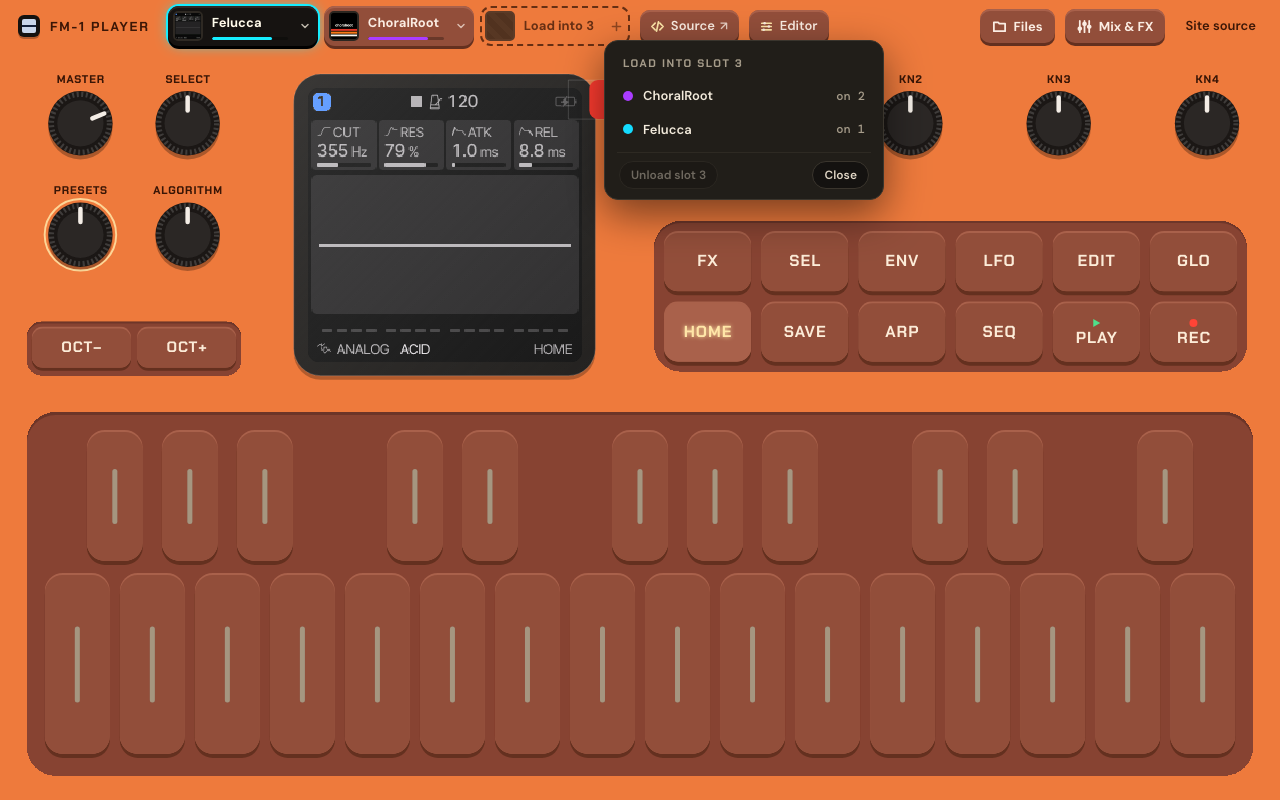 FM-1 PLAYER
Felucca
ChoralRoot
Load into 3
Source
Editor
Files
Mix & FX
Site source
LOAD INTO SLOT 3
ChoralRoot on 2
Felucca on 1
Unload slot 3
Close
MASTER
SELECT
KN2
KN3
KN4
PRESETS
ALGORITHM
OCT−
OCT+
1
120
CUT
355 Hz
RES
79 %
ATK
1.0 ms
REL
8.8 ms
ANALOG ACID
HOME
FX
SEL
ENV
LFO
EDIT
GLO
HOME
SAVE
ARP
SEQ
PLAY
REC